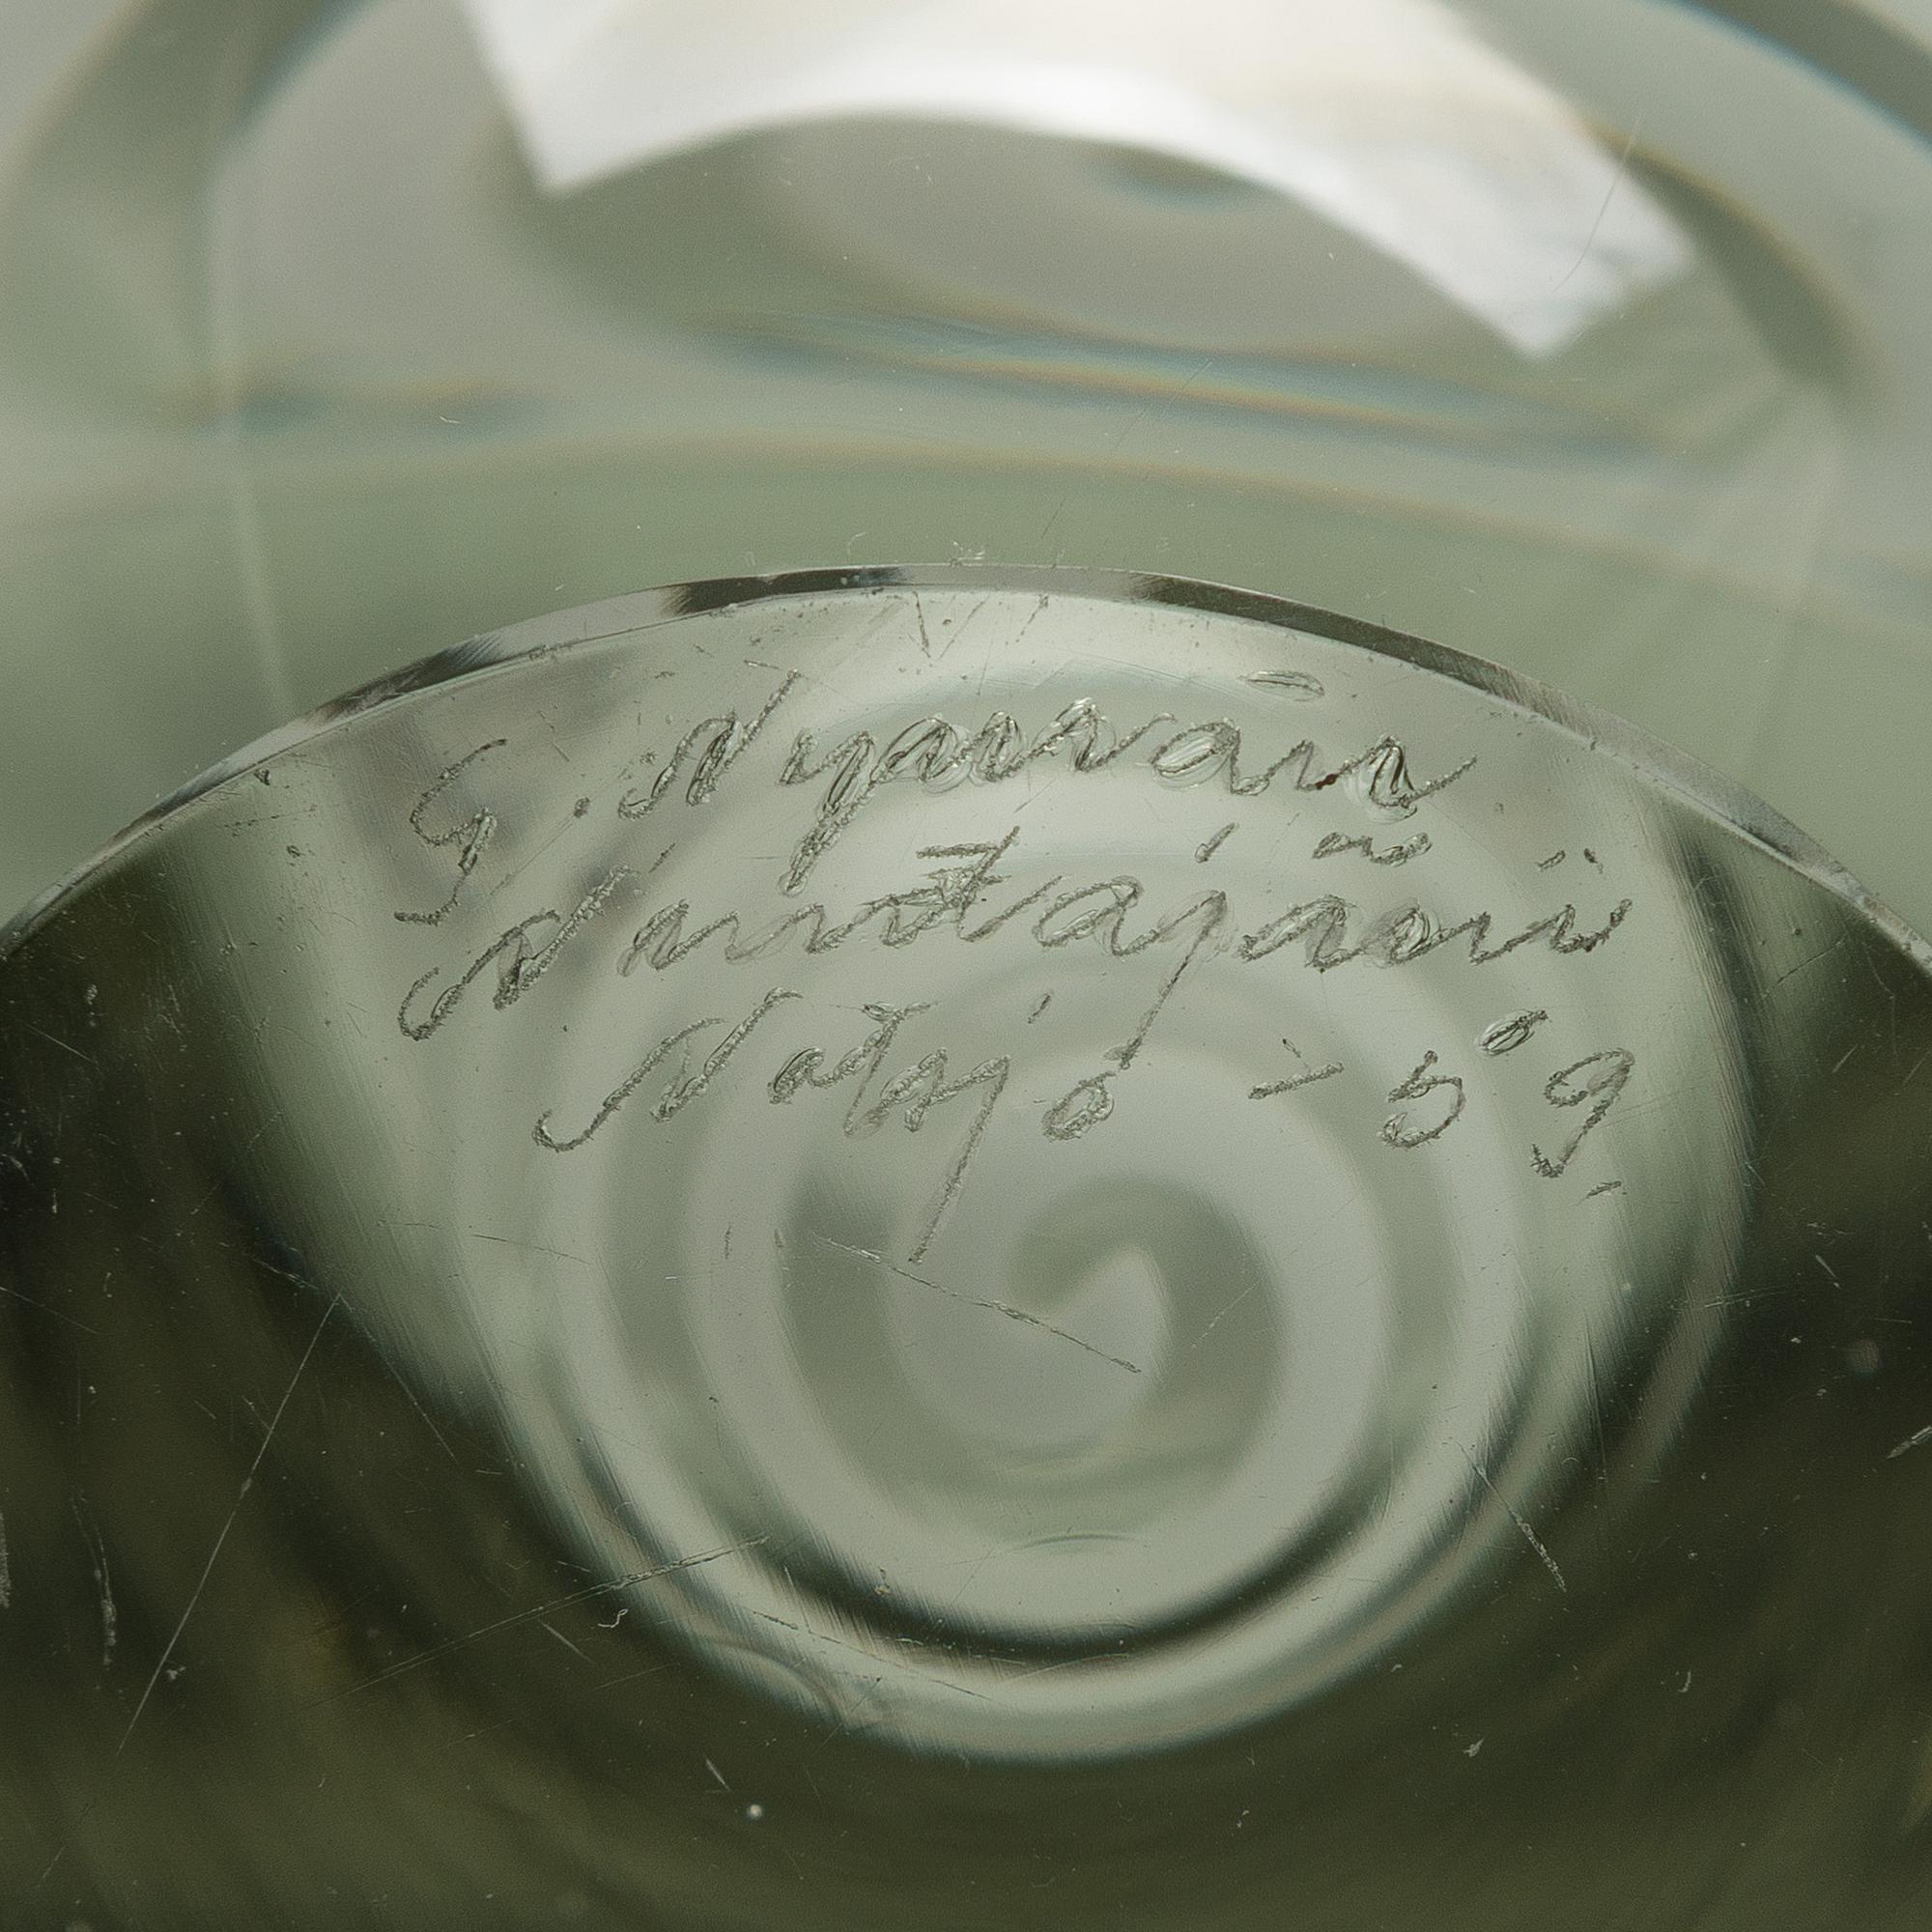 G. Nyman
Nuutajärvi
Notsjö - 59